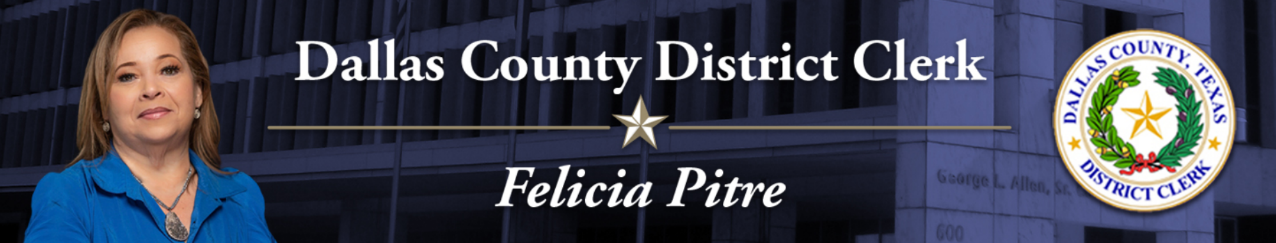 Dallas County District Clerk
Felicia Pitre
DALLAS COUNTY, TEXAS
DISTRICT CLERK
George L. Allen, Sr.
600